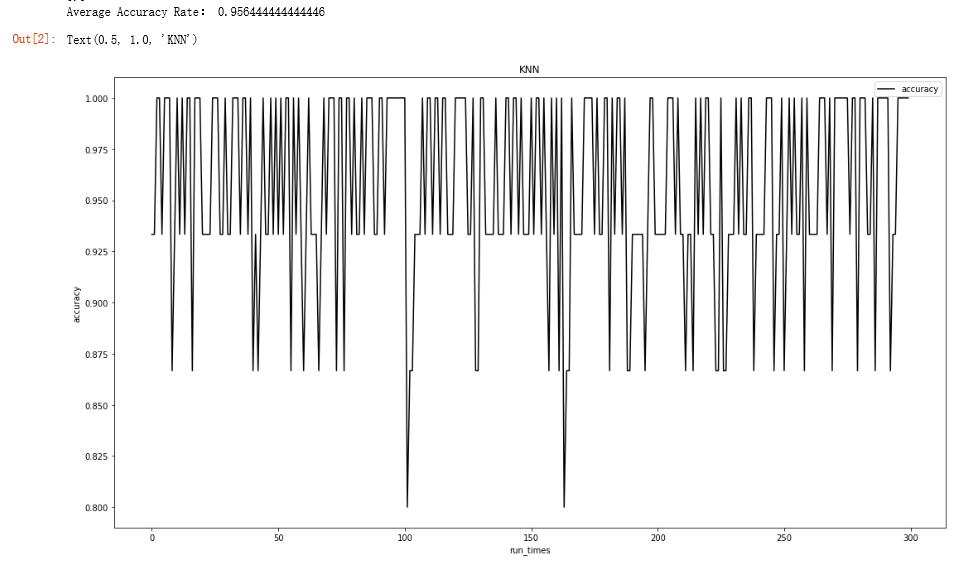 Average Accuracy Rate: 0.956444444444446
Out[2]: Text(0.5, 1.0, 'KNN')
KNN
accuracy
1.000
0.975
0.950
0.925
0.900
0.875
0.850
0.825
0.800
accuracy
0 50 100 150 200 250 300
run_times